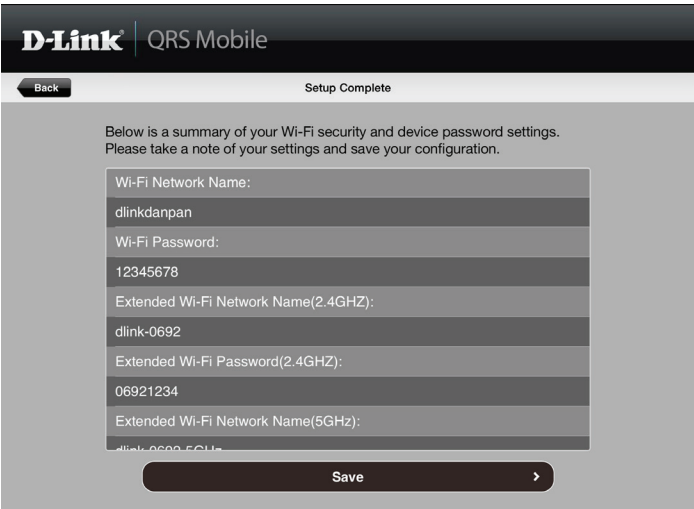 D-Link® QRS Mobile
Back
Setup Complete
Below is a summary of your Wi-Fi security and device password settings.
Please take a note of your settings and save your configuration.
Wi-Fi Network Name:
dlinkdanpan
Wi-Fi Password:
12345678
Extended Wi-Fi Network Name(2.4GHZ):
dlink-0692
Extended Wi-Fi Password(2.4GHZ):
06921234
Extended Wi-Fi Network Name(5GHz):
dlink-0692-5GHz
Save